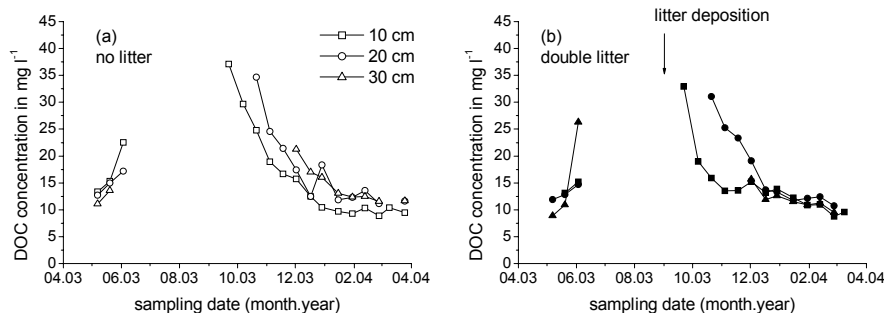 litter deposition
(a)
no litter
10 cm
20 cm
30 cm
(b)
double litter
45
40
35
30
25
20
15
10
5
0
DOC concentration in mg l-1
04.03 06.03 08.03 10.03 12.03 02.04 04.04
sampling date (month.year)
45
40
35
30
25
20
15
10
5
0
DOC concentration in mg l-1
04.03 06.03 08.03 10.03 12.03 02.04 04.04
sampling date (month.year)